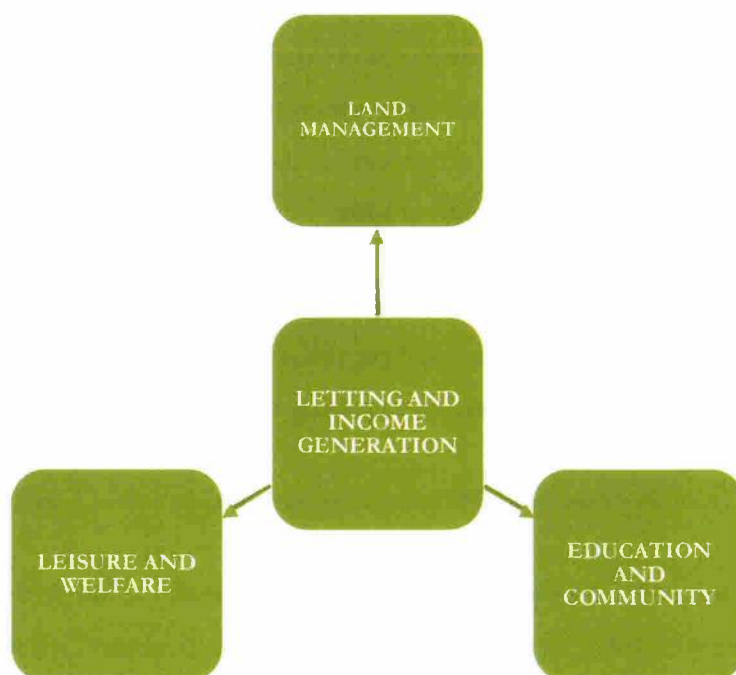 LAND
MANAGEMENT
LETTING AND
INCOME
GENERATION
LEISURE AND
WELFARE
EDUCATION
AND
COMMUNITY